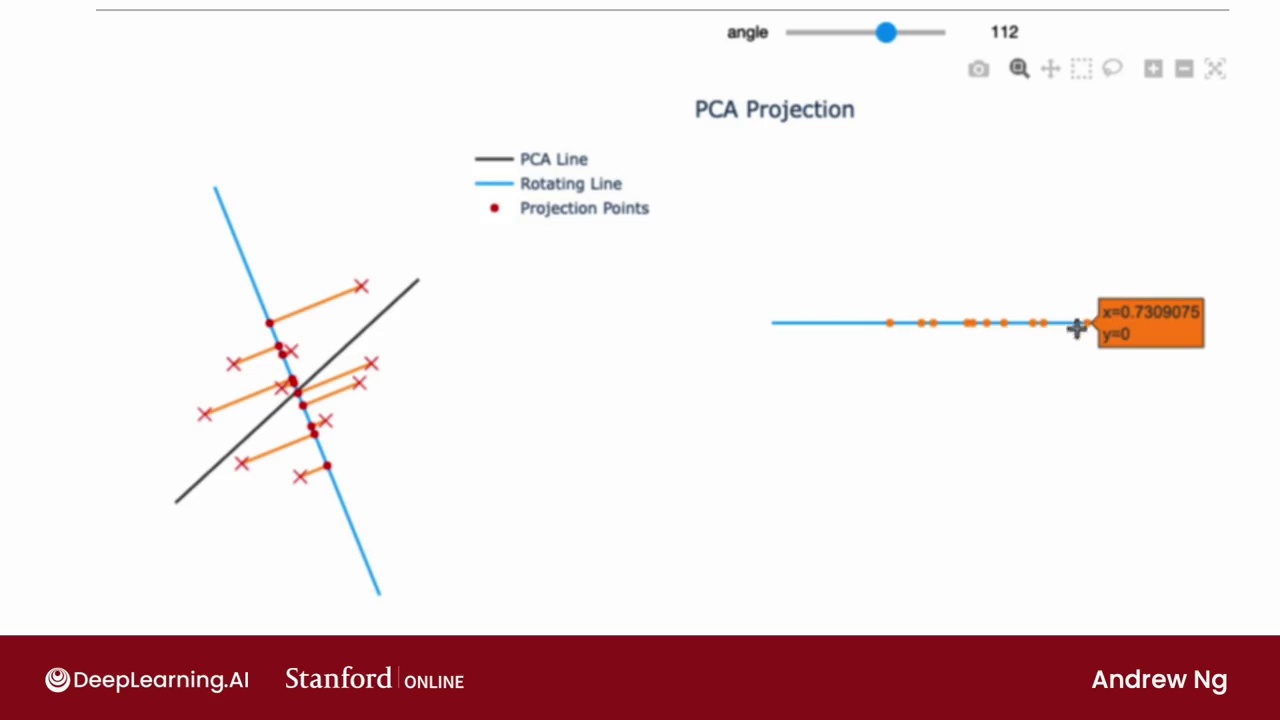 angle 112
PCA Projection
PCA Line
Rotating Line
Projection Points
x=0.7309075
y=0
DeepLearning.AI
Stanford | ONLINE
Andrew Ng